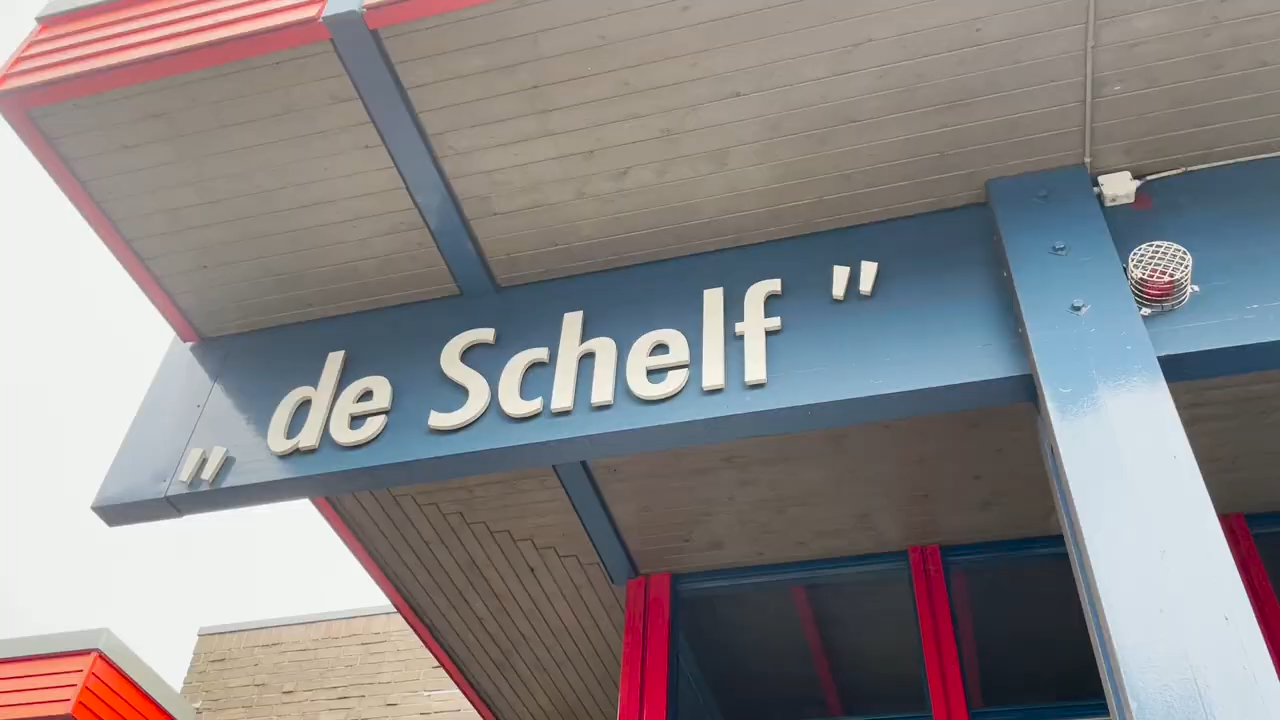 „ de Schelf "